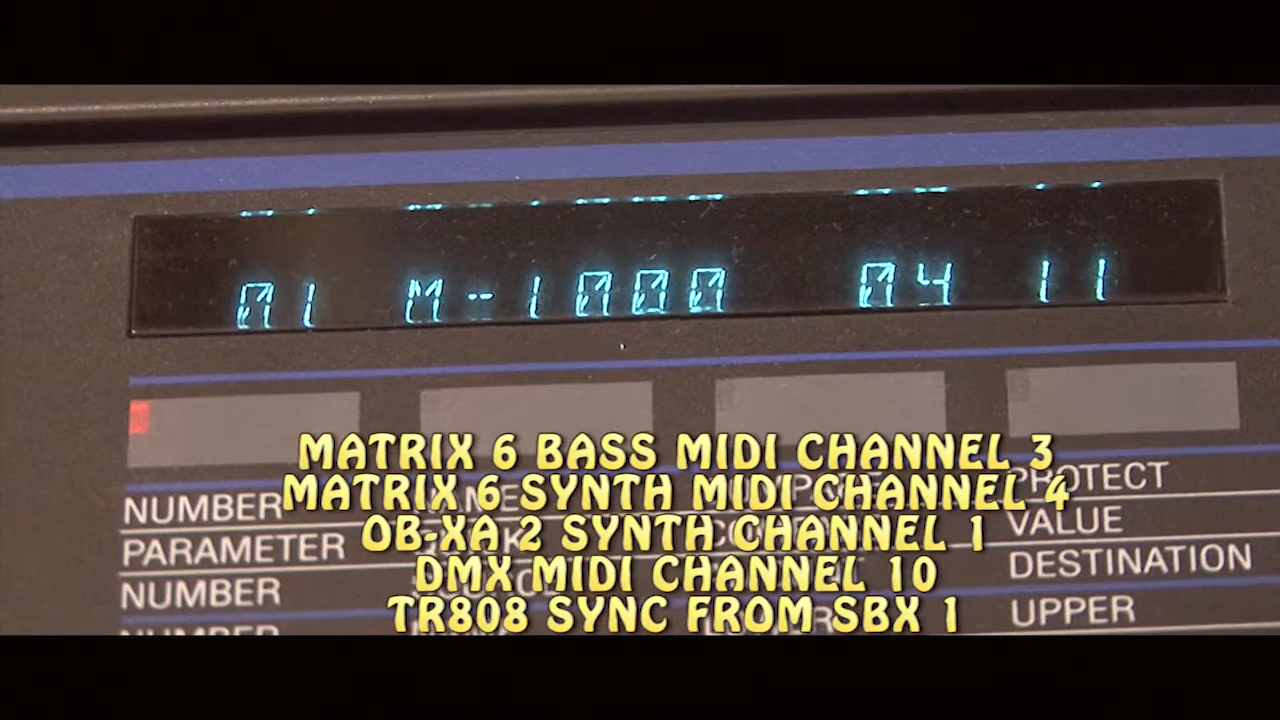 01 M-1000 04 11
MATRIX 6 BASS MIDI CHANNEL 3
MATRIX 6 SYNTH MIDI CHANNEL 4
OB-XA 2 SYNTH CHANNEL 1
DMX MIDI CHANNEL 10
TR808 SYNC FROM SBX 1
NUMBER PROTECT
PARAMETER VALUE
NUMBER DESTINATION
NUMBER UPPER